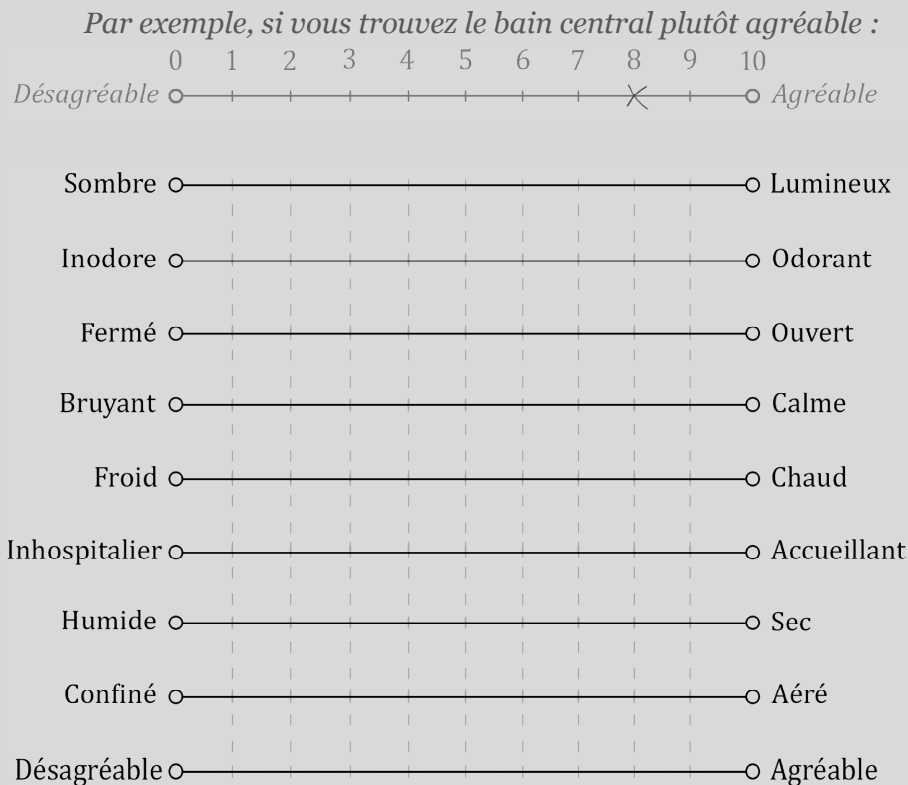 Par exemple, si vous trouvez le bain central plutôt agréable :
0 1 2 3 4 5 6 7 8 9 10
Désagréable Agréable
Sombre Lumineux
Inodore Odorant
Fermé Ouvert
Bruyant Calme
Froid Chaud
Inhospitalier Accueillant
Humide Sec
Confiné Aéré
Désagréable Agréable